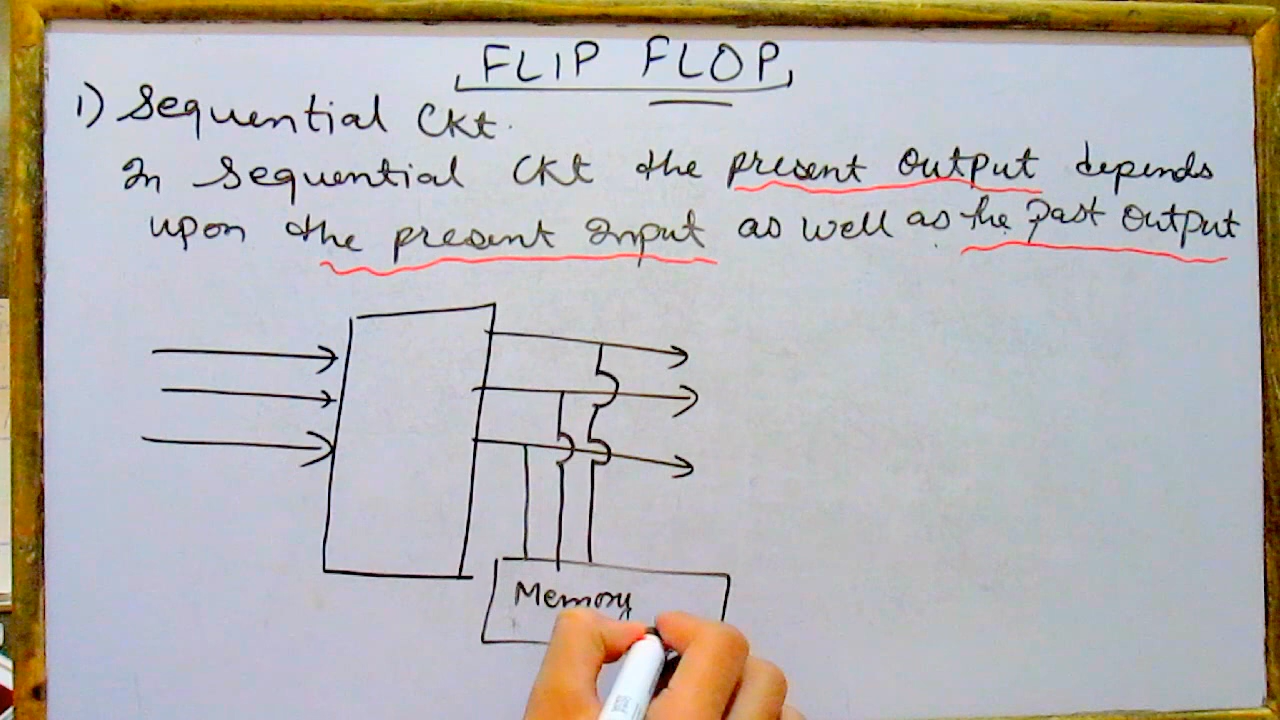 FLIP FLOP
1) Sequential Ckt.
In Sequential Ckt the present output depends
upon the present Input as well as the past output
Memory